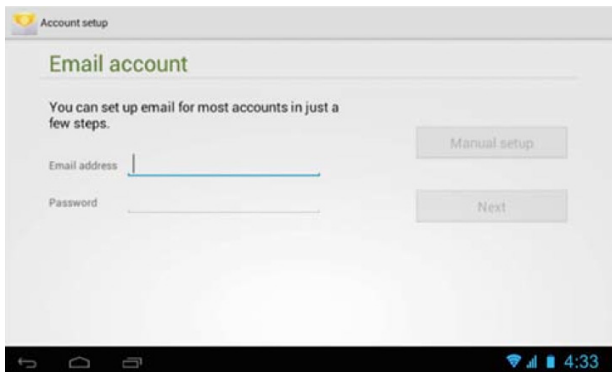 Account setup
Email account
You can set up email for most accounts in just a
few steps.
Manual setup
Email address
Password
Next
4:33